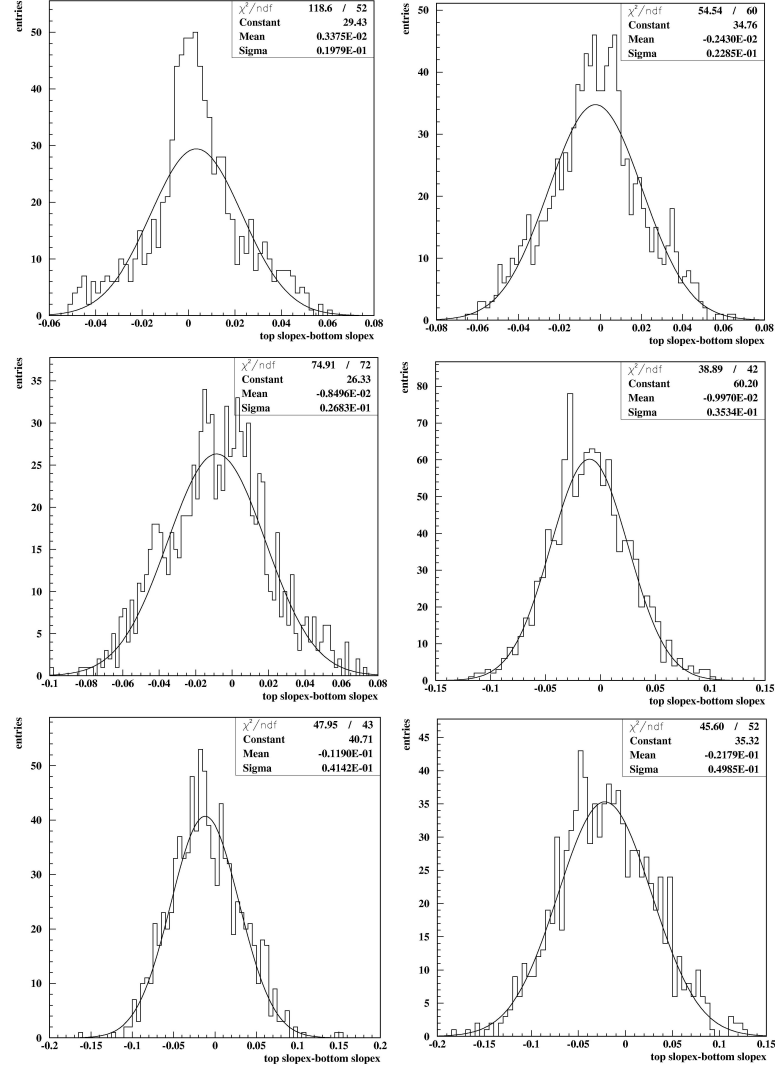 entries
χ²/ndf 118.6 / 52
Constant 29.43
Mean 0.3375E-02
Sigma 0.1979E-01
50
40
30
20
10
0
-0.06 -0.04 -0.02 0 0.02 0.04 0.06 0.08
top slopex-bottom slopex
entries
χ²/ndf 54.54 / 60
Constant 34.76
Mean -0.2430E-02
Sigma 0.2285E-01
50
40
30
20
10
0
-0.08 -0.06 -0.04 -0.02 0 0.02 0.04 0.06 0.08
top slopex-bottom slopex
entries
χ²/ndf 74.91 / 72
Constant 26.33
Mean -0.8496E-02
Sigma 0.2683E-01
35
30
25
20
15
10
5
0
-0.1 -0.08 -0.06 -0.04 -0.02 0 0.02 0.04 0.06 0.08
top slopex-bottom slopex
entries
χ²/ndf 38.89 / 42
Constant 60.20
Mean -0.9970E-02
Sigma 0.3534E-01
80
70
60
50
40
30
20
10
0
-0.15 -0.1 -0.05 0 0.05 0.1 0.15
top slopex-bottom slopex
entries
χ²/ndf 47.95 / 43
Constant 40.71
Mean -0.1190E-01
Sigma 0.4142E-01
50
40
30
20
10
0
-0.2 -0.15 -0.1 -0.05 0 0.05 0.1 0.15 0.2
top slopex-bottom slopex
entries
χ²/ndf 45.60 / 52
Constant 35.32
Mean -0.2179E-01
Sigma 0.4985E-01
45
40
35
30
25
20
15
10
5
0
-0.2 -0.15 -0.1 -0.05 0 0.05 0.1 0.15
top slopex-bottom slopex